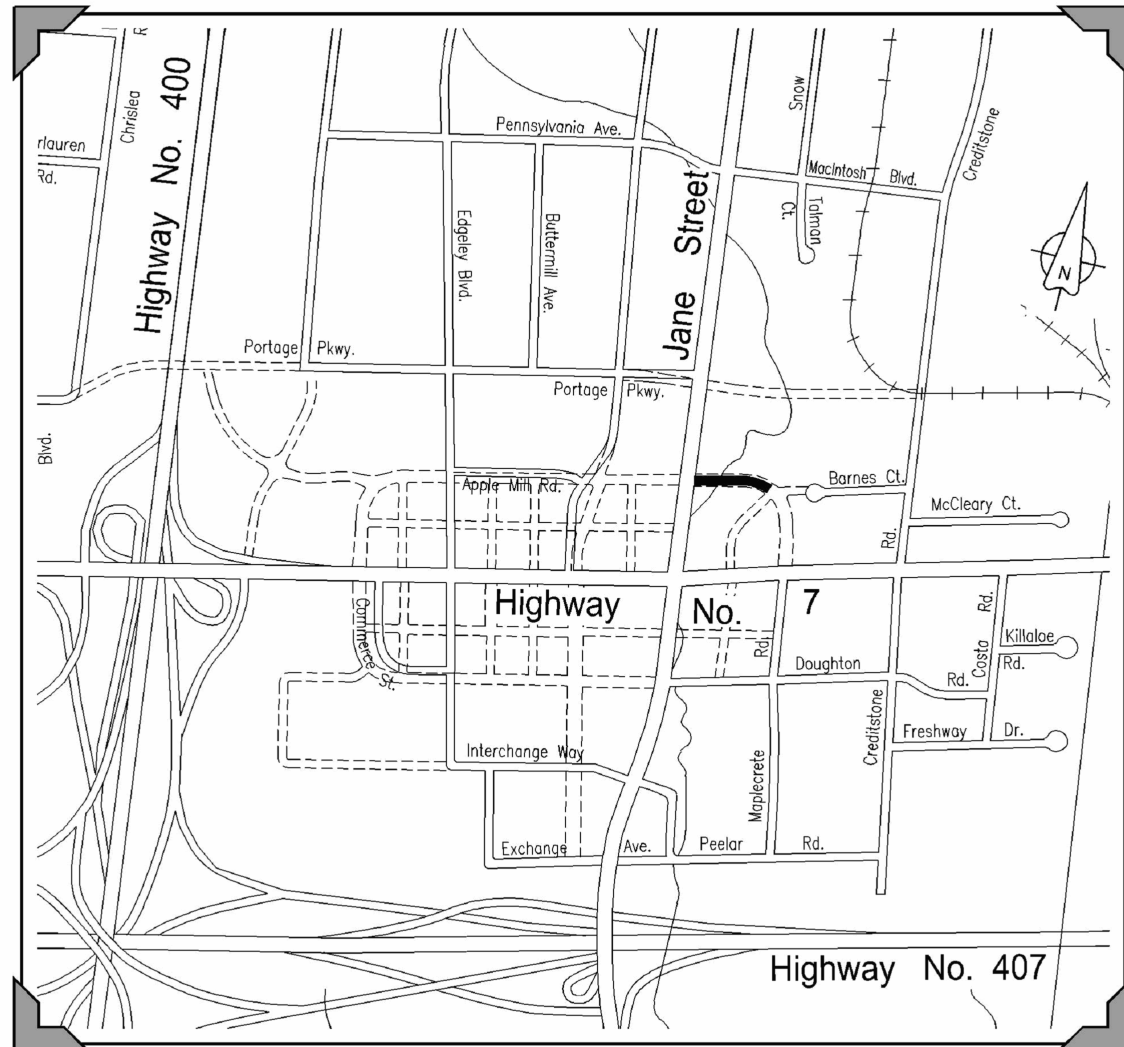 R
Chrislea
rlauren
Rd.
Highway No. 400
Pennsylvania Ave.
Snow
Creditstone
MacIntosh Blvd.
Talman
Ct.
Edgeley Blvd.
Buttermill Ave.
Jane Street
N
Portage Pkwy.
Portage Pkwy.
Blvd.
Apple Mill Rd.
Barnes Ct.
McCleary Ct.
Rd.
Highway No. 7
Commerce
St.
Rd.
Doughton
Rd.
Rd.
Costa
Killaloe
Rd.
Creditstone
Freshway Dr.
Interchange Way
Maplecrete
Exchange Ave.
Peelar Rd.
Highway No. 407